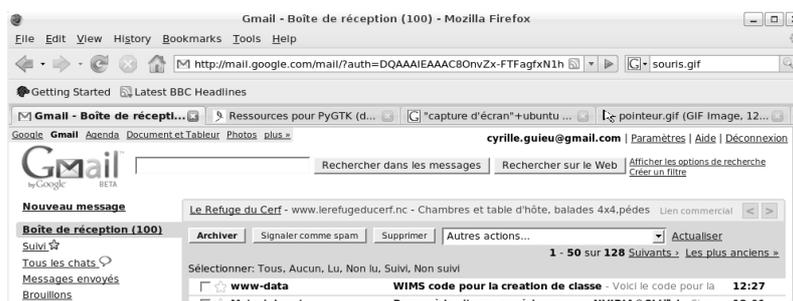 Gmail - Boîte de réception (100) - Mozilla Firefox
File Edit View History Bookmarks Tools Help
http://mail.google.com/mail/?auth=DQAAAIEAAAC8OnvZx-FTFagfxN1h souris.gif
Getting Started Latest BBC Headlines
Gmail - Boîte de récepti... Ressources pour PyGTK (d... "capture d'écran"+ubuntu ... pointeur.gif (GIF Image, 12...
Google Gmail Agenda Document et Tableur Photos plus »
cyrille.guieu@gmail.com | Paramètres | Aide | Déconnexion
Gmail by Google BETA
Rechercher dans les messages Rechercher sur le Web
Afficher les options de recherche
Créer un filtre
Nouveau message
Le Refuge du Cerf - www.lerefugeducerf.nc - Chambres et table d'hôte, balades 4x4,pédes Lien commercial < >
Boîte de réception (100)
Archiver Signaler comme spam Supprimer Autres actions... Actualiser
Suivi
1 - 50 sur 128 Suivants › Les plus anciens »
Tous les chats
Sélectionner: Tous, Aucun, Lu, Non lu, Suivi, Non suivi
Messages envoyés
www-data WIMS code pour la creation de classe - Voici le code pour la 12:27
Brouillons